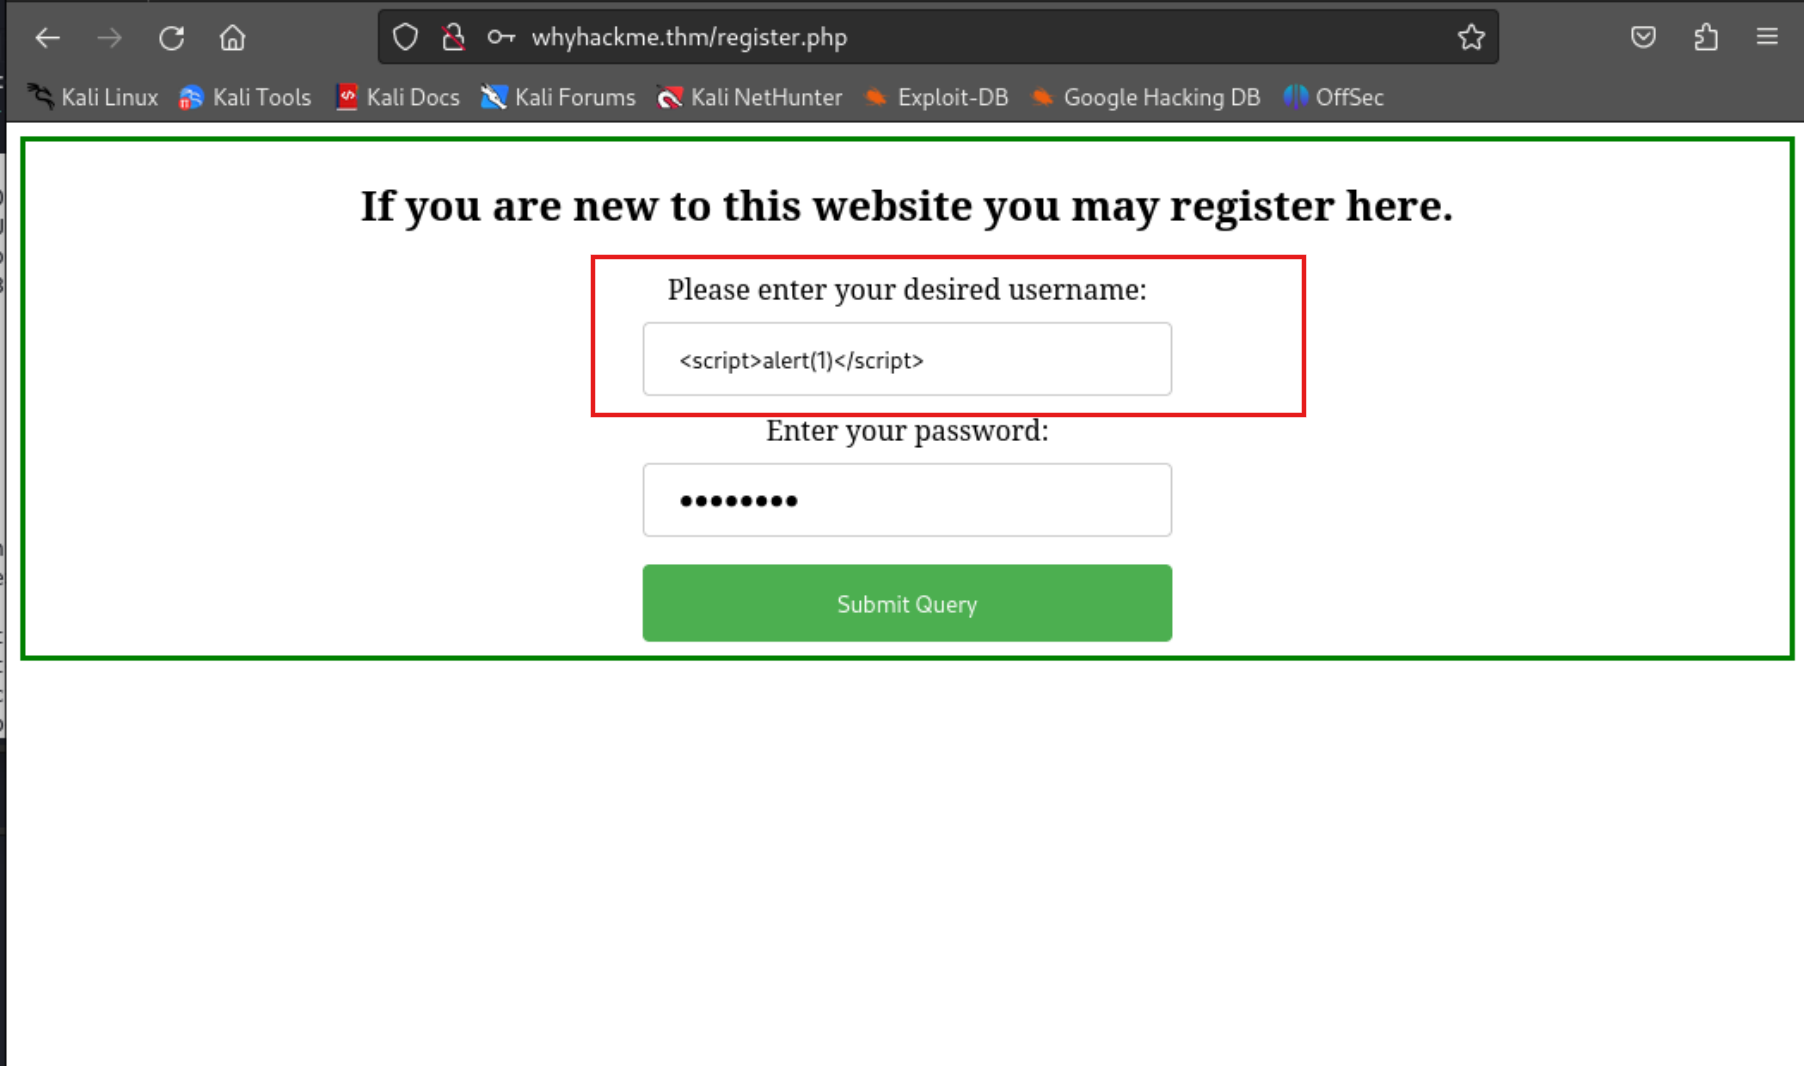 whyhackme.thm/register.php
Kali Linux Kali Tools Kali Docs Kali Forums Kali NetHunter Exploit-DB Google Hacking DB OffSec
If you are new to this website you may register here.
Please enter your desired username:
<script>alert(1)</script>
Enter your password:
••••••••
Submit Query